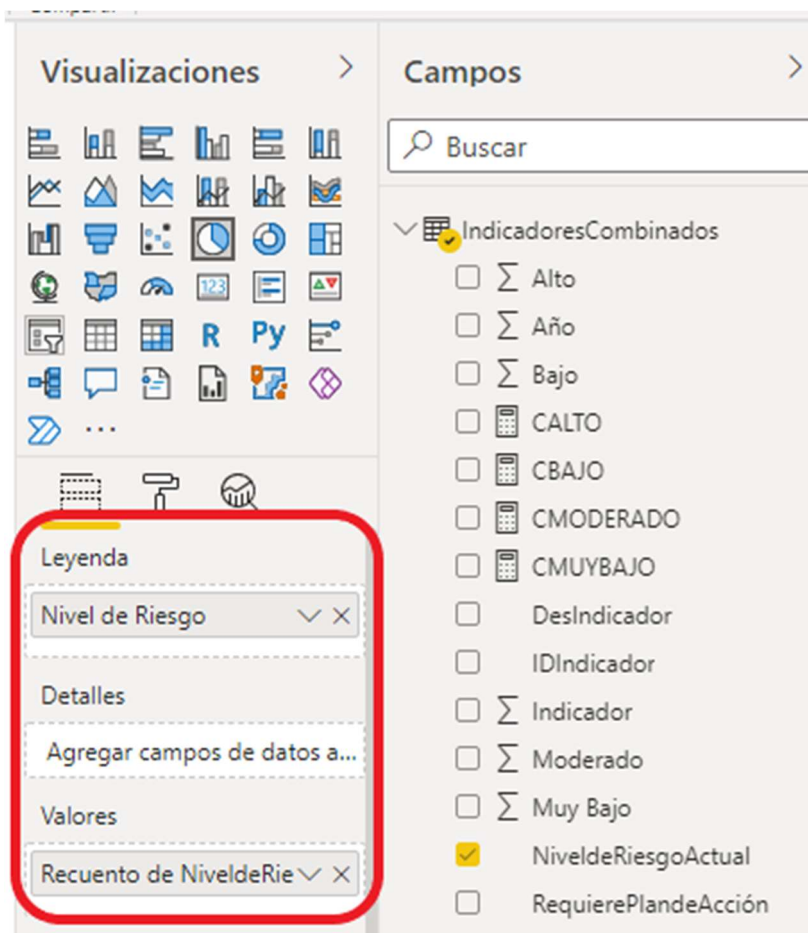 Visualizaciones
Campos
Buscar
123
R Py
IndicadoresCombinados
Alto
Año
Bajo
CALTO
CBAJO
CMODERADO
CMUYBAJO
DesIndicador
IDIndicador
Indicador
Moderado
Muy Bajo
NiveldeRiesgoActual
RequierePlandeAcción
Leyenda
Nivel de Riesgo
Detalles
Agregar campos de datos a...
Valores
Recuento de NiveldeRie